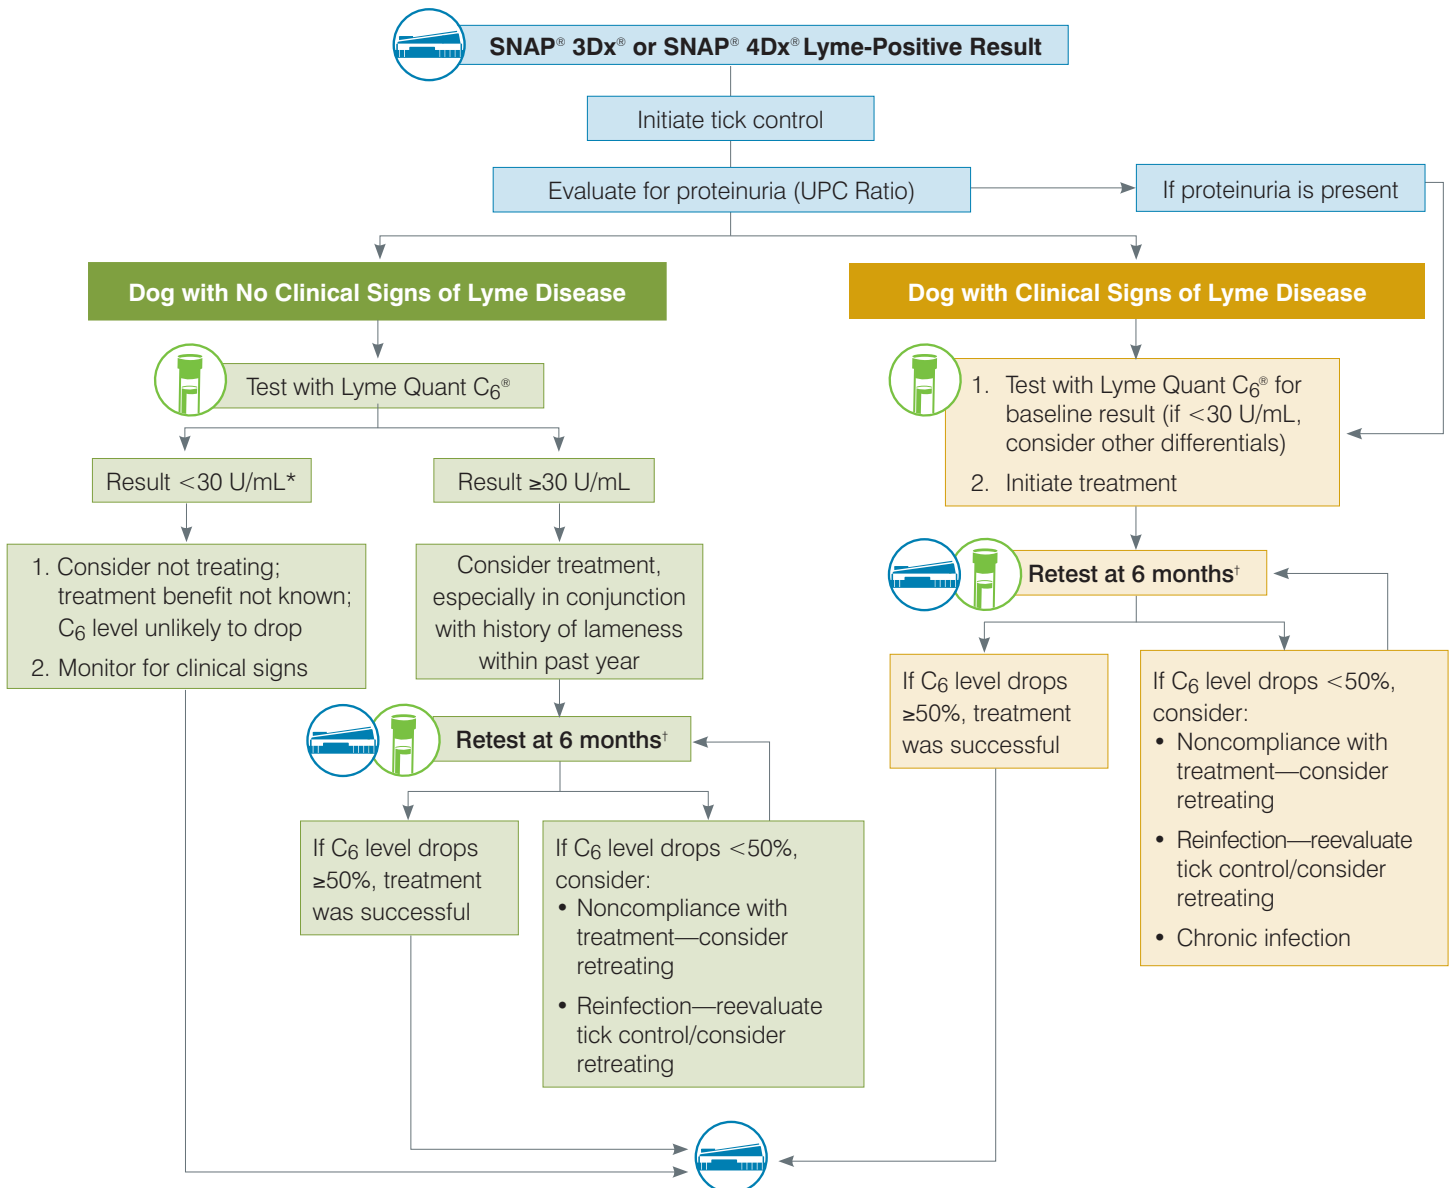 SNAP® 3Dx® or SNAP® 4Dx® Lyme-Positive Result
Initiate tick control
Evaluate for proteinuria (UPC Ratio)
If proteinuria is present
Dog with No Clinical Signs of Lyme Disease
Test with Lyme Quant C6®
Result <30 U/mL*
1. Consider not treating;
treatment benefit not known;
C6 level unlikely to drop
2. Monitor for clinical signs
Result ≥30 U/mL
Consider treatment,
especially in conjunction
with history of lameness
within past year
Retest at 6 months†
If C6 level drops
≥50%, treatment
was successful
If C6 level drops <50%,
consider:
• Noncompliance with
treatment—consider
retreating
• Reinfection—reevaluate
tick control/consider
retreating
Dog with Clinical Signs of Lyme Disease
1. Test with Lyme Quant C6® for
baseline result (if <30 U/mL,
consider other differentials)
2. Initiate treatment
Retest at 6 months†
If C6 level drops
≥50%, treatment
was successful
If C6 level drops <50%,
consider:
• Noncompliance with
treatment—consider
retreating
• Reinfection—reevaluate
tick control/consider
retreating
• Chronic infection